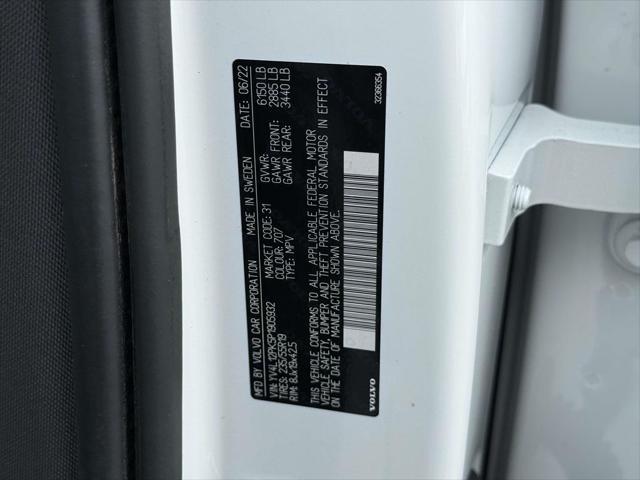 MFD BY VOLVO CAR CORPORATION MADE IN SWEDEN DATE: 06/22
VIN: YV4L12RK5P1905932 MARKET CODE: 31 GVWR: 6150 LB
TIRES: 235/55R19 COLOUR: 707 GAWR FRONT: 2885 LB
RIM: 8Jx19x42.5 TYPE: MPV GAWR REAR: 3440 LB
THIS VEHICLE CONFORMS TO ALL APPLICABLE FEDERAL MOTOR
VEHICLE SAFETY, BUMPER AND THEFT PREVENTION STANDARDS IN EFFECT
ON THE DATE OF MANUFACTURE SHOWN ABOVE.
VOLVO 32366354